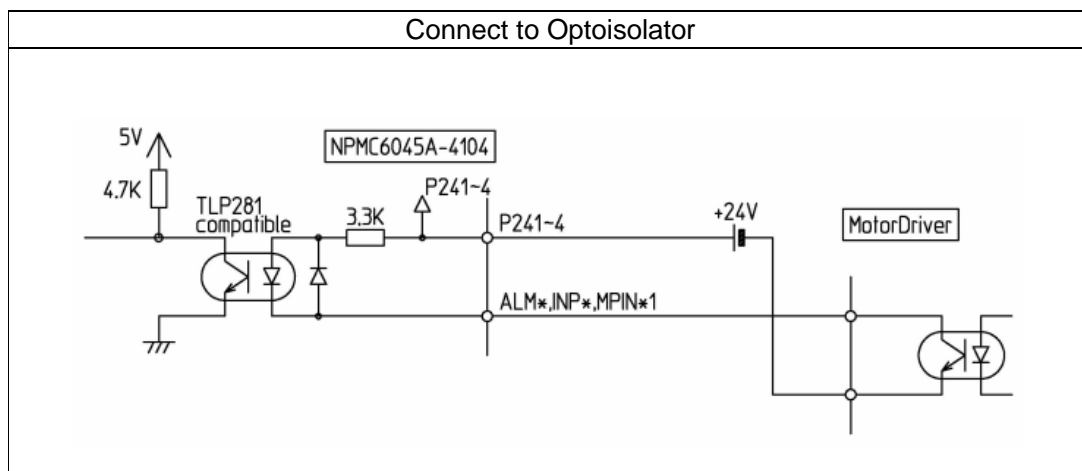 Connect to Optoisolator
5V
NPMC6045A-4104
4.7K
TLP281
compatible
3.3K
P241~4
P241~4
+24V
MotorDriver
ALM*,INP*,MPIN*1